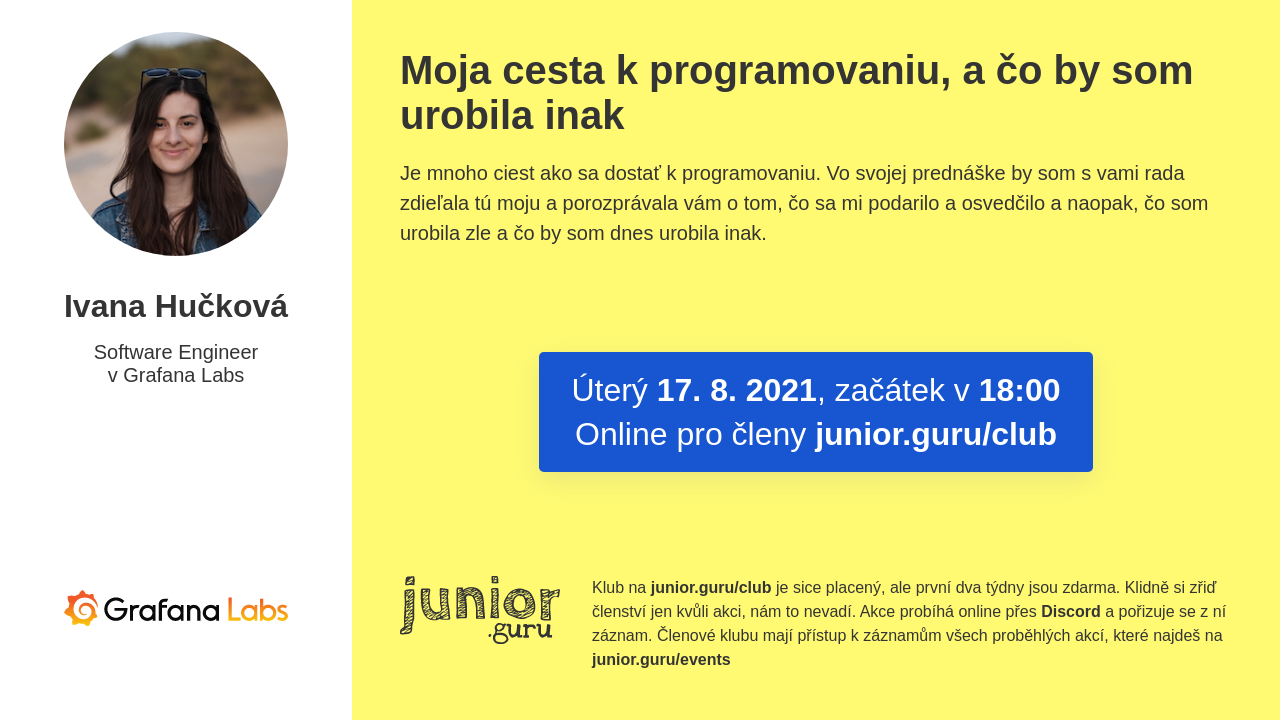 Ivana Hučková
Software Engineer
v Grafana Labs
Grafana Labs
Moja cesta k programovaniu, a čo by som
urobila inak
Je mnoho ciest ako sa dostať k programovaniu. Vo svojej prednáške by som s vami rada
zdieľala tú moju a porozprávala vám o tom, čo sa mi podarilo a osvedčilo a naopak, čo som
urobila zle a čo by som dnes urobila inak.
Úterý 17. 8. 2021, začátek v 18:00
Online pro členy junior.guru/club
junior
.guru
Klub na junior.guru/club je sice placený, ale první dva týdny jsou zdarma. Klidně si zřiď
členství jen kvůli akci, nám to nevadí. Akce probíhá online přes Discord a pořizuje se z ní
záznam. Členové klubu mají přístup k záznamům všech proběhlých akcí, které najdeš na
junior.guru/events